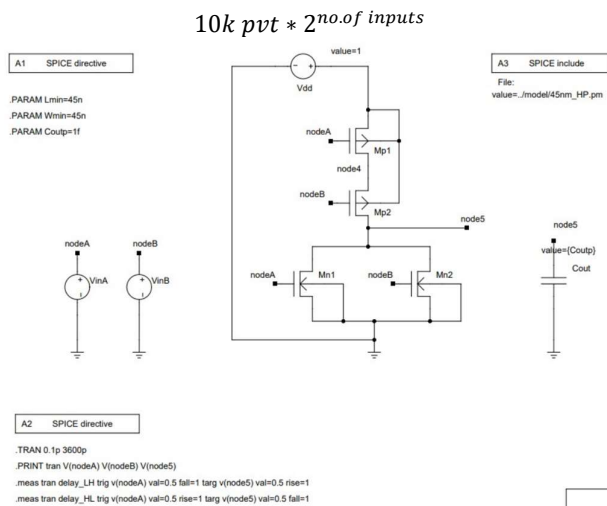 10k pvt * 2^no.of inputs
A1 SPICE directive
.PARAM Lmin=45n
.PARAM Wmin=45n
.PARAM Coutp=1f
value=1
Vdd
A3 SPICE include
File:
value=../model/45nm_HP.pm
nodeA
Mp1
node4
nodeB
Mp2
node5
nodeA
VinA
nodeB
VinB
nodeA
Mn1
nodeB
Mn2
node5
value={Coutp}
Cout
A2 SPICE directive
.TRAN 0.1p 3600p
.PRINT tran V(nodeA) V(nodeB) V(node5)
.meas tran delay_LH trig v(nodeA) val=0.5 fall=1 targ v(node5) val=0.5 rise=1
.meas tran delay_HL trig v(nodeA) val=0.5 rise=1 targ v(node5) val=0.5 fall=1